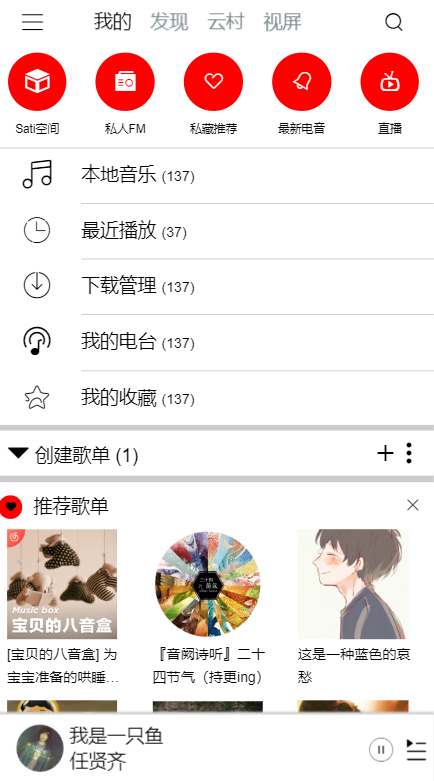 我的 发现 云村 视屏
Sati空间 私人FM 私藏推荐 最新电音 直播
本地音乐 (137)
最近播放 (37)
下载管理 (137)
我的电台 (137)
我的收藏 (137)
创建歌单 (1)
推荐歌单
Music box
宝贝的八音盒
二十四
节氣
[宝贝的八音盒] 为
宝宝准备的哄睡…
『音阙诗听』二十
四节气（持更ing）
这是一种蓝色的哀
愁
我是一只鱼
任贤齐